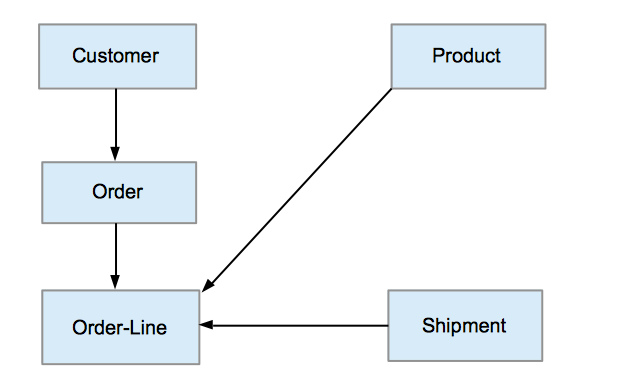 Customer
Product
Order
Order-Line
Shipment